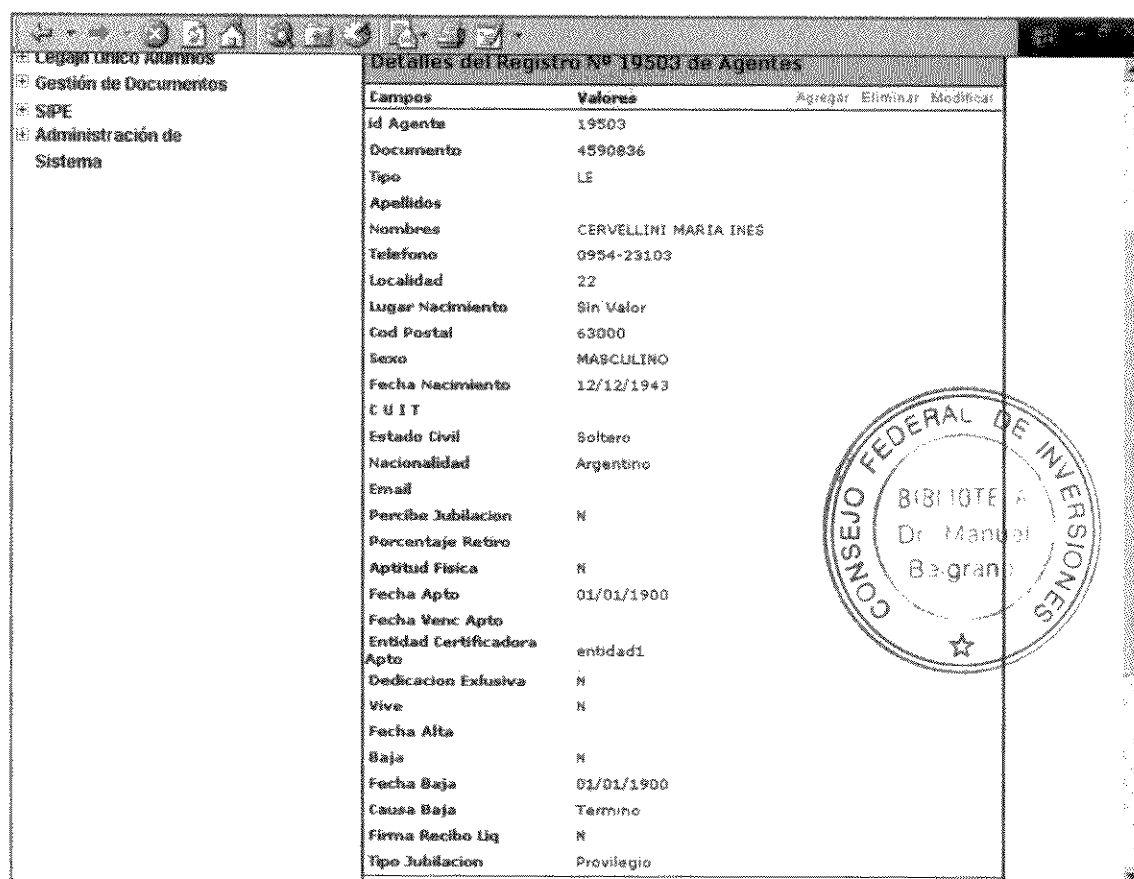 Legajo Unico Alumnos
Gestión de Documentos
SIPE
Administración de
Sistema
Detalles del Registro Nº 19503 de Agentes
Campos Valores Agregar Eliminar Modificar
id Agente 19503
Documento 4590836
Tipo LE
Apellidos
Nombres CERVELLINI MARIA INES
Telefono 0954-23103
Localidad 22
Lugar Nacimiento Sin Valor
Cod Postal 63000
Sexo MASCULINO
Fecha Nacimiento 12/12/1943
C U I T
Estado Civil Soltero
Nacionalidad Argentino
Email
Percibe Jubilacion N
Porcentaje Retiro
Aptitud Fisica N
Fecha Apto 01/01/1900
Fecha Venc Apto
Entidad Certificadora
Apto entidad1
Dedicacion Exlusiva N
Vive N
Fecha Alta
Baja N
Fecha Baja 01/01/1900
Causa Baja Termino
Firma Recibo Liq N
Tipo Jubilacion Provilegio
CONSEJO FEDERAL DE INVERSIONES
Dr. Manuel
Belgrano